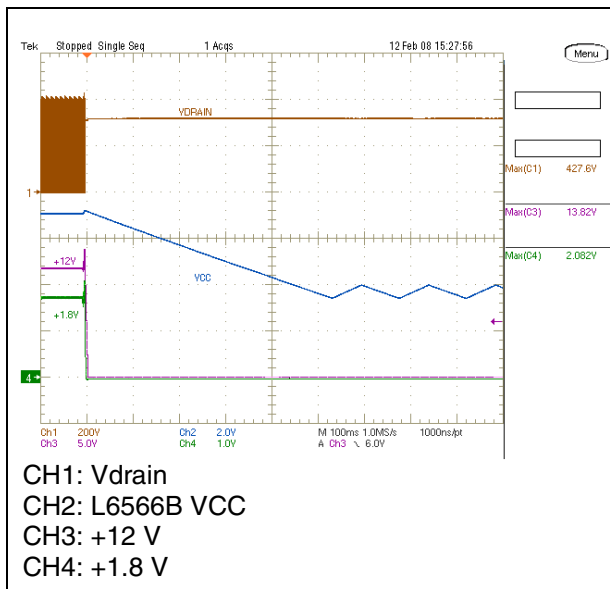 Tek Stopped Single Seq 1 Acqs 12 Feb 08 15:27:56
Menu
VDRAIN
1
Max(C1) 427.6V
Max(C3) 13.82V
+12V
Max(C4) 2.082V
VCC
+1.8V
4
Ch1 200V Ch2 2.0V M 100ms 1.0MS/s 1000ns/pt
Ch3 5.0V Ch4 1.0V A Ch3 \ 6.0V
CH1: Vdrain
CH2: L6566B VCC
CH3: +12 V
CH4: +1.8 V